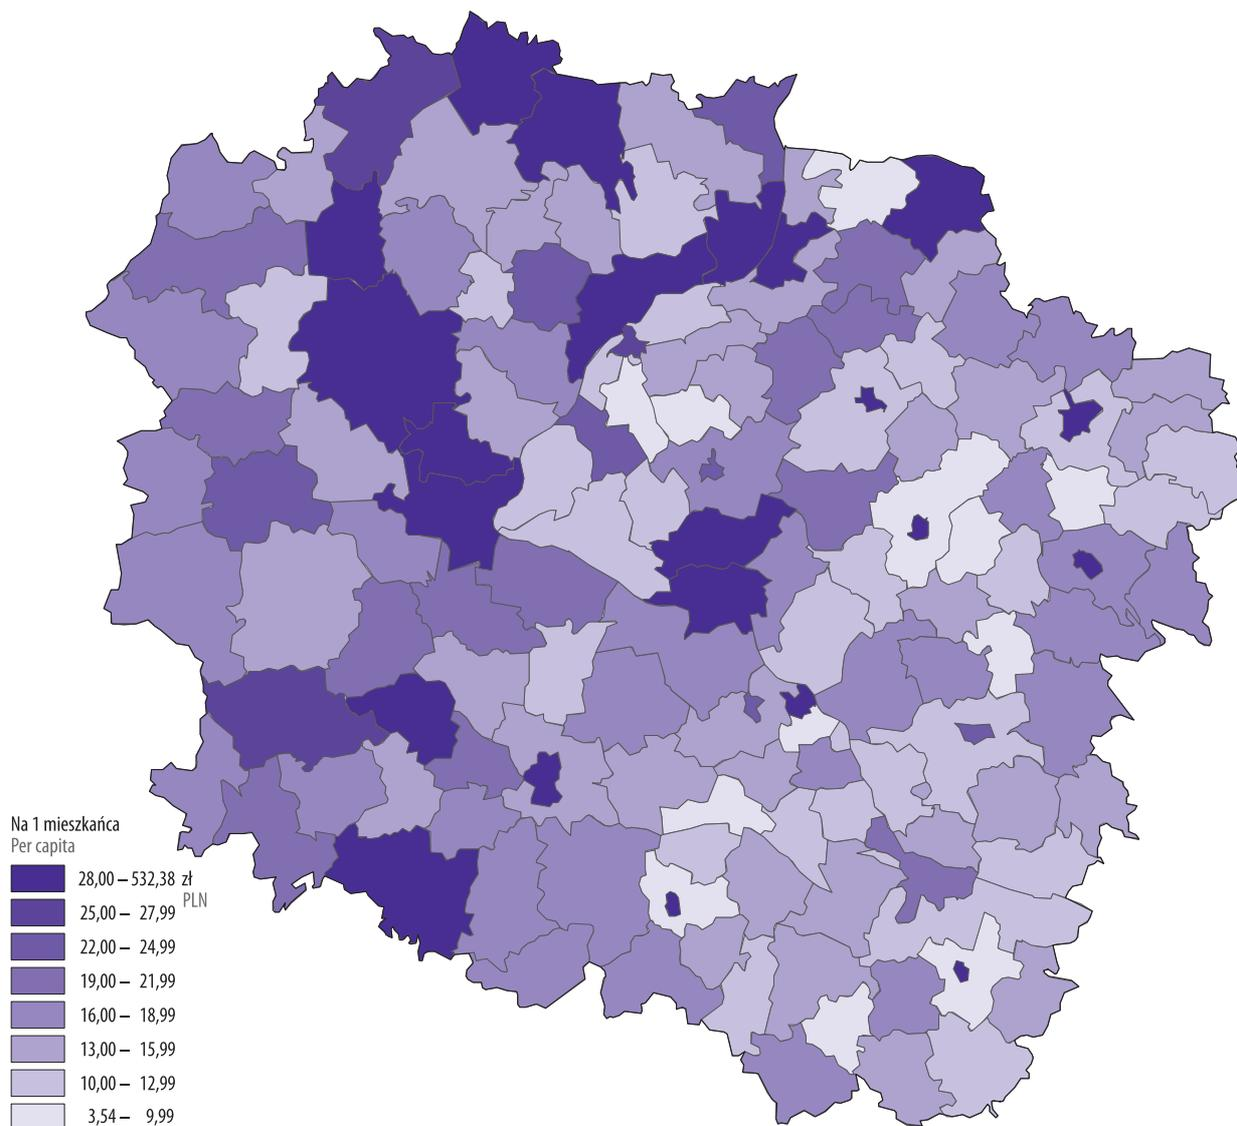 Na 1 mieszkańca
Per capita
28,00 – 532,38 zł
PLN
25,00 – 27,99
22,00 – 24,99
19,00 – 21,99
16,00 – 18,99
13,00 – 15,99
10,00 – 12,99
3,54 – 9,99